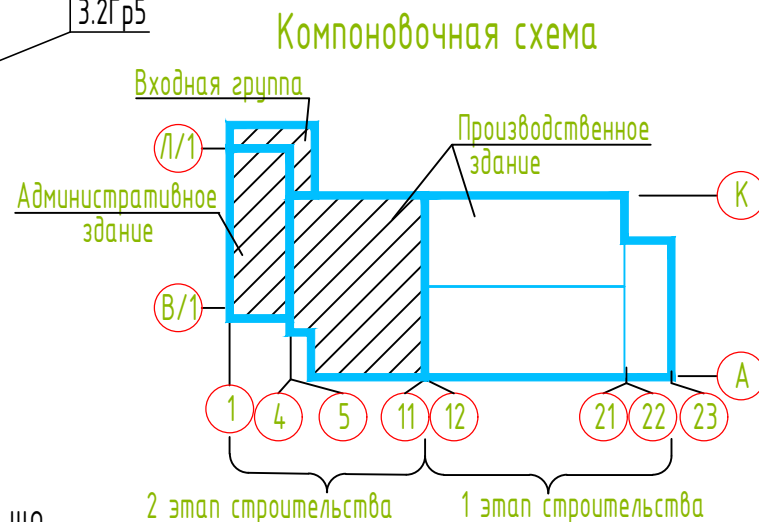 3.2Гр5
Компоновочная схема
Входная группа
Л/1
Производственное
здание
Административное
здание
К
В/1
А
1
4
5
11
12
21
22
23
2 этап строительства
1 этап строительства